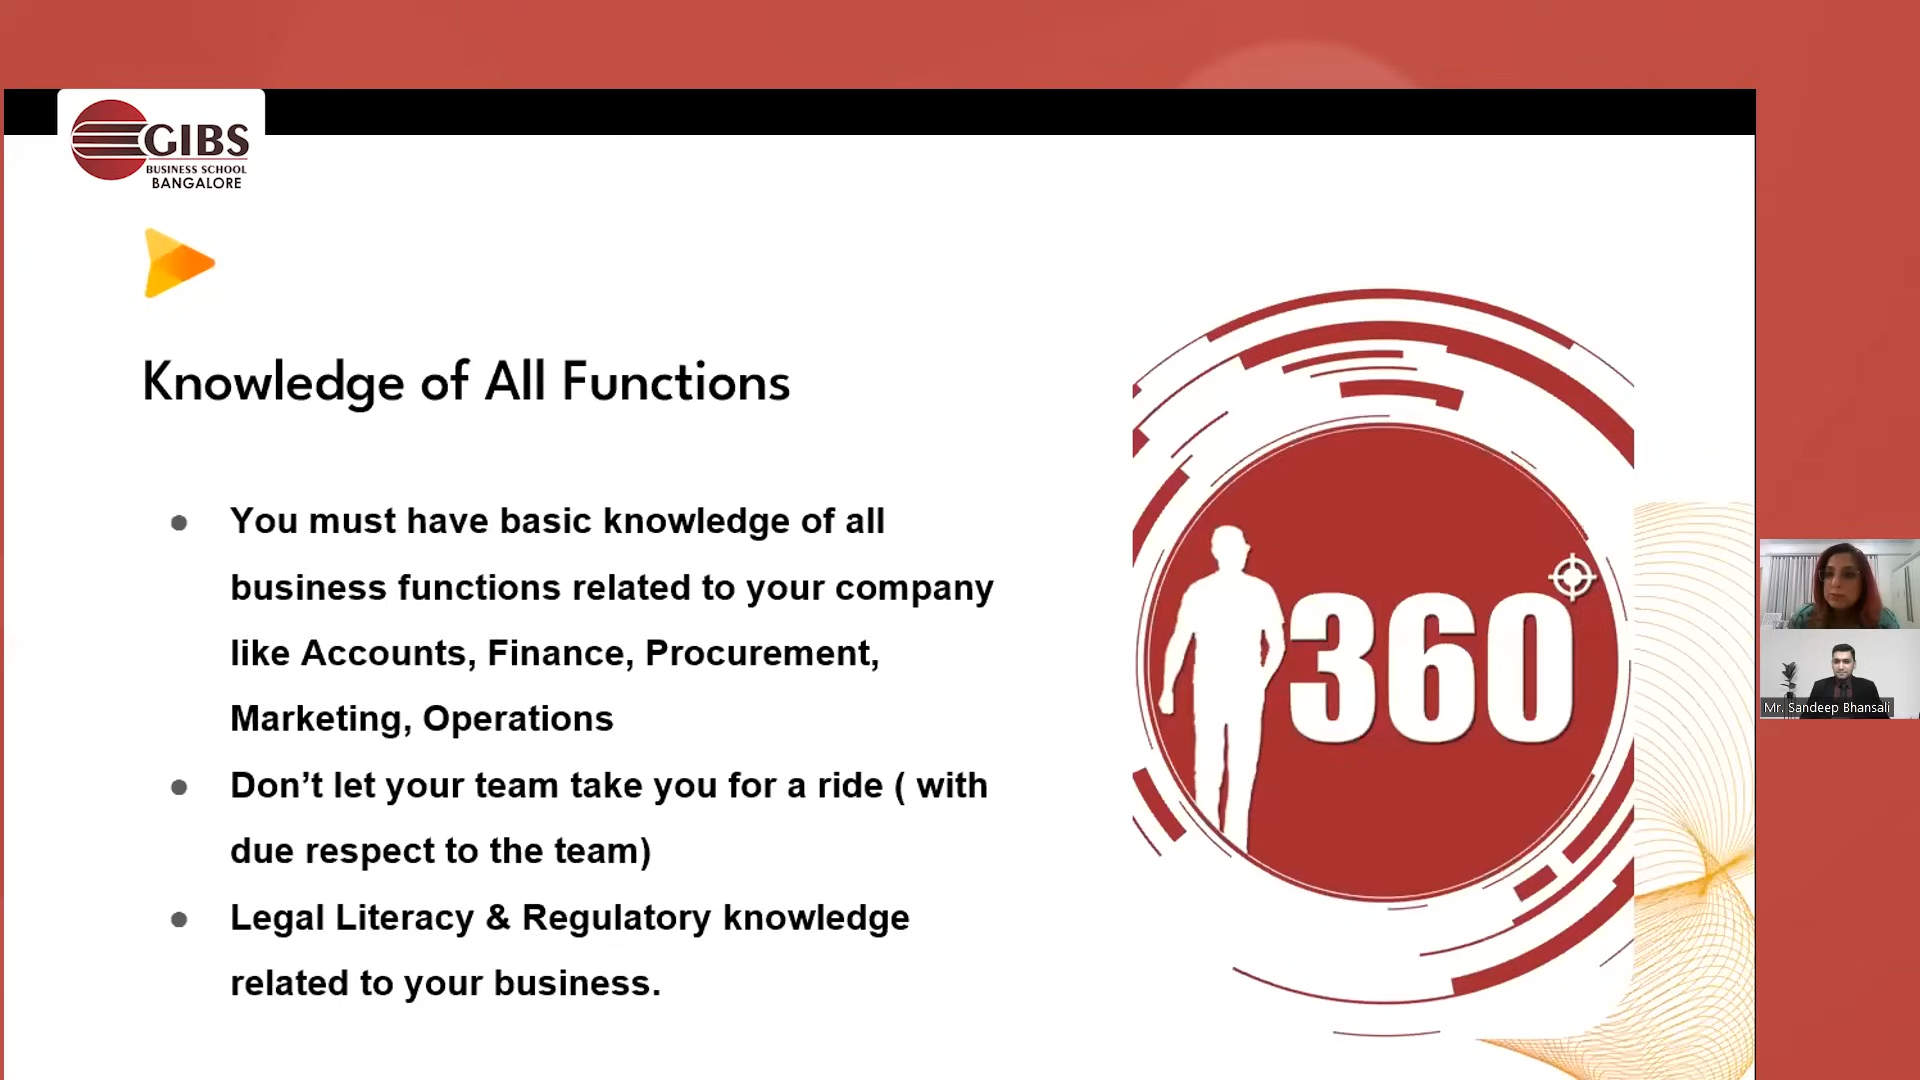 GIBS
BUSINESS SCHOOL
BANGALORE
Knowledge of All Functions
● You must have basic knowledge of all
business functions related to your company
like Accounts, Finance, Procurement,
Marketing, Operations
● Don’t let your team take you for a ride ( with
due respect to the team)
● Legal Literacy & Regulatory knowledge
related to your business.
360
Mr. Sandeep Bhansali